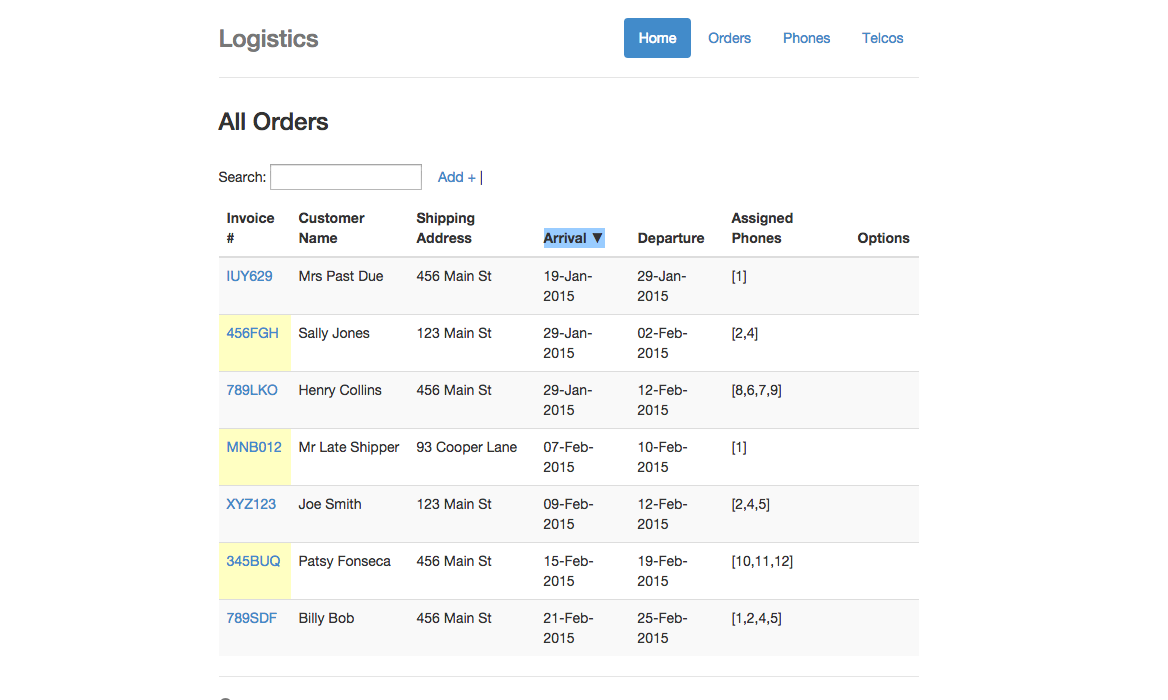 Logistics
Home Orders Phones Telcos
All Orders
Search: Add + |
Invoice # Customer Name Shipping Address Arrival ▼ Departure Assigned Phones Options
IUY629 Mrs Past Due 456 Main St 19-Jan-2015 29-Jan-2015 [1]
456FGH Sally Jones 123 Main St 29-Jan-2015 02-Feb-2015 [2,4]
789LKO Henry Collins 456 Main St 29-Jan-2015 12-Feb-2015 [8,6,7,9]
MNB012 Mr Late Shipper 93 Cooper Lane 07-Feb-2015 10-Feb-2015 [1]
XYZ123 Joe Smith 123 Main St 09-Feb-2015 12-Feb-2015 [2,4,5]
345BUQ Patsy Fonseca 456 Main St 15-Feb-2015 19-Feb-2015 [10,11,12]
789SDF Billy Bob 456 Main St 21-Feb-2015 25-Feb-2015 [1,2,4,5]